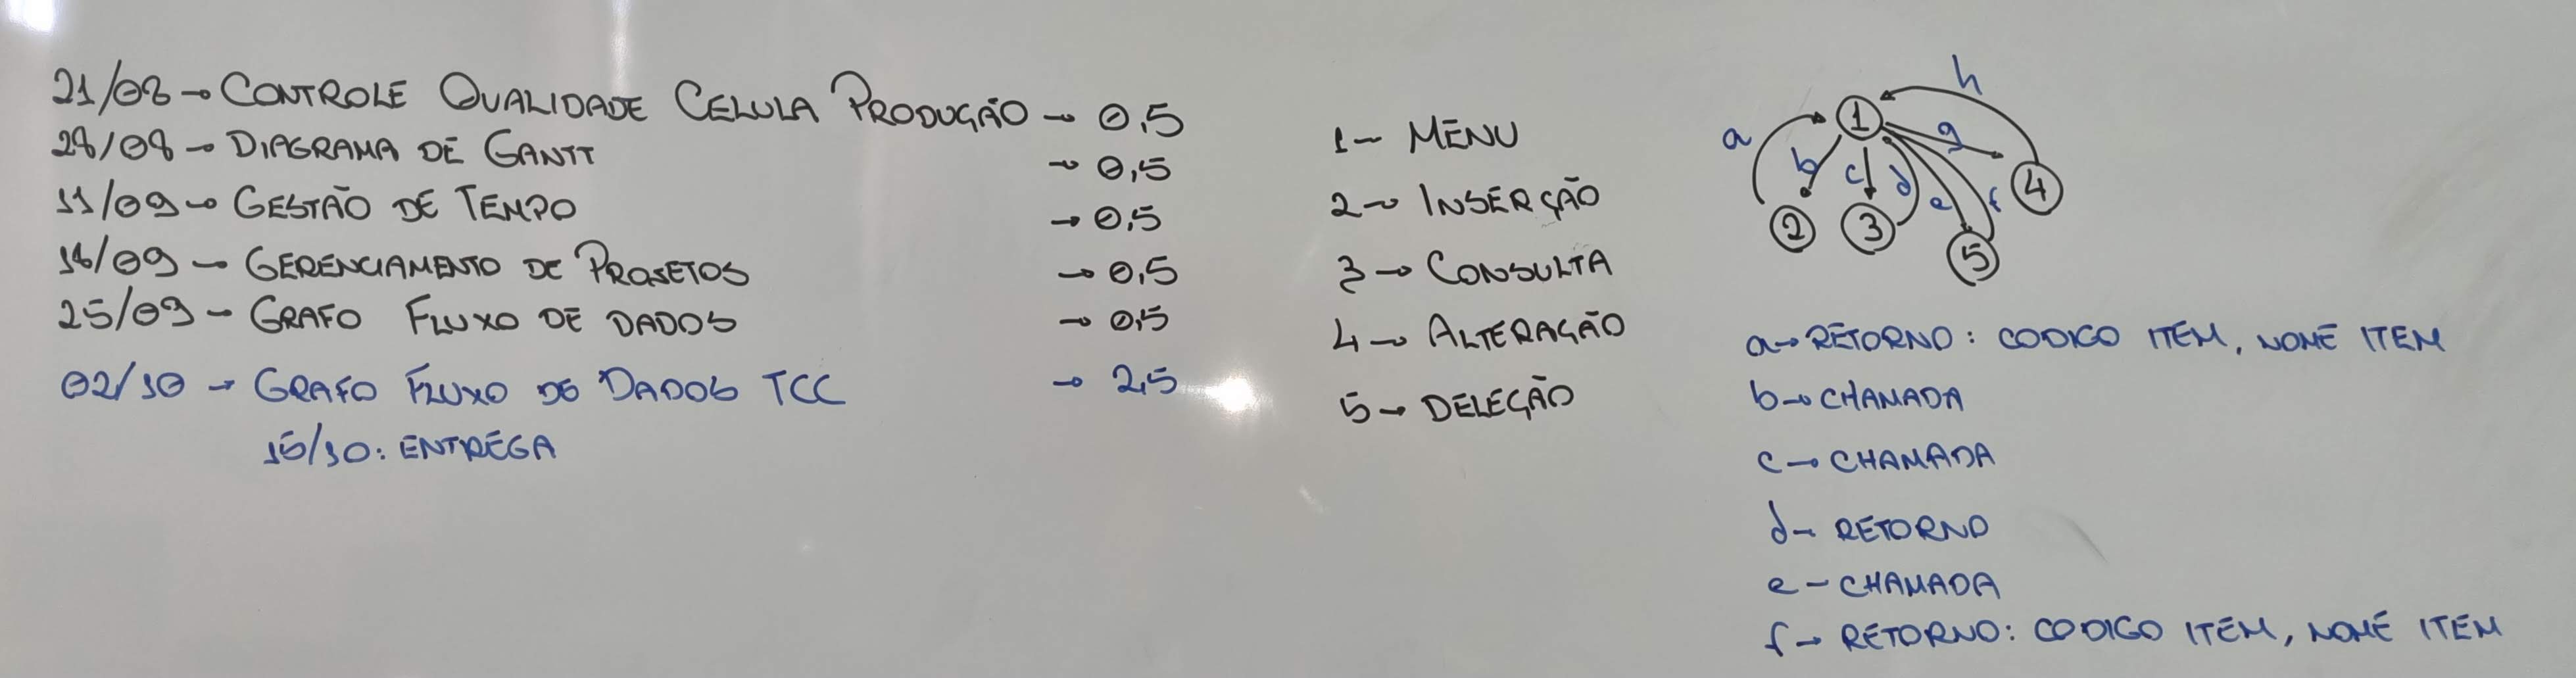 21/08 → CONTROLE QUALIDADE CELULA PRODUÇÃO → 0,5
28/08 → DIAGRAMA DE GANTT → 0,5
11/09 → GESTÃO DE TEMPO → 0,5
18/09 → GERENCIAMENTO DE PROJETOS → 0,5
25/09 → GRAFO FLUXO DE DADOS → 0,5
02/10 → GRAFO FLUXO DE DADOS TCC → 2,5
15/10: ENTREGA
1 → MENU
2 → INSERÇÃO
3 → CONSULTA
4 → ALTERAÇÃO
5 → DELEÇÃO
h
a 1 g
b c d e f 4
2 3
5
a → RETORNO: CODIGO ITEM, NOME ITEM
b → CHAMADA
c → CHAMADA
d → RETORNO
e → CHAMADA
f → RETORNO: CODIGO ITEM, NOME ITEM